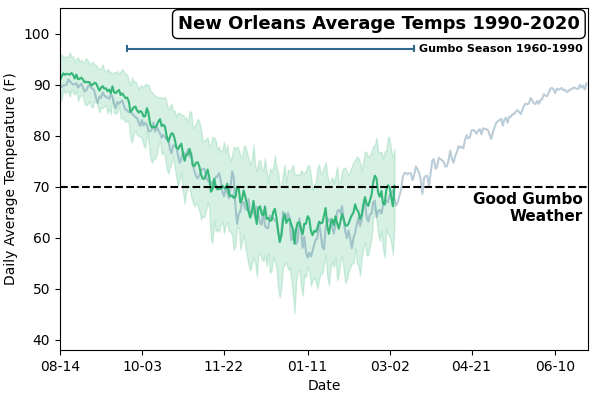 New Orleans Average Temps 1990-2020
Gumbo Season 1960-1990
Good Gumbo
Weather
Daily Average Temperature (F)
100
90
80
70
60
50
40
08-14 10-03 11-22 01-11 03-02 04-21 06-10
Date